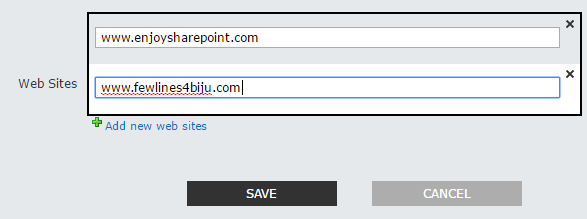 www.enjoysharepoint.com
Web Sites
www.fewlines4biju.com
Add new web sites
SAVE
CANCEL